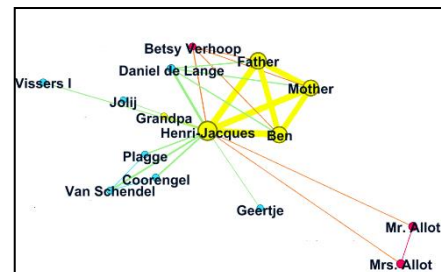 Betsy Verhoop
Father
Daniel de Lange
Vissers I
Mother
Jolij
Grandpa
Henri-Jacques
Ben
Plagge
Coorengel
Van Schendel
Geertje
Mr. Allot
Mrs. Allot